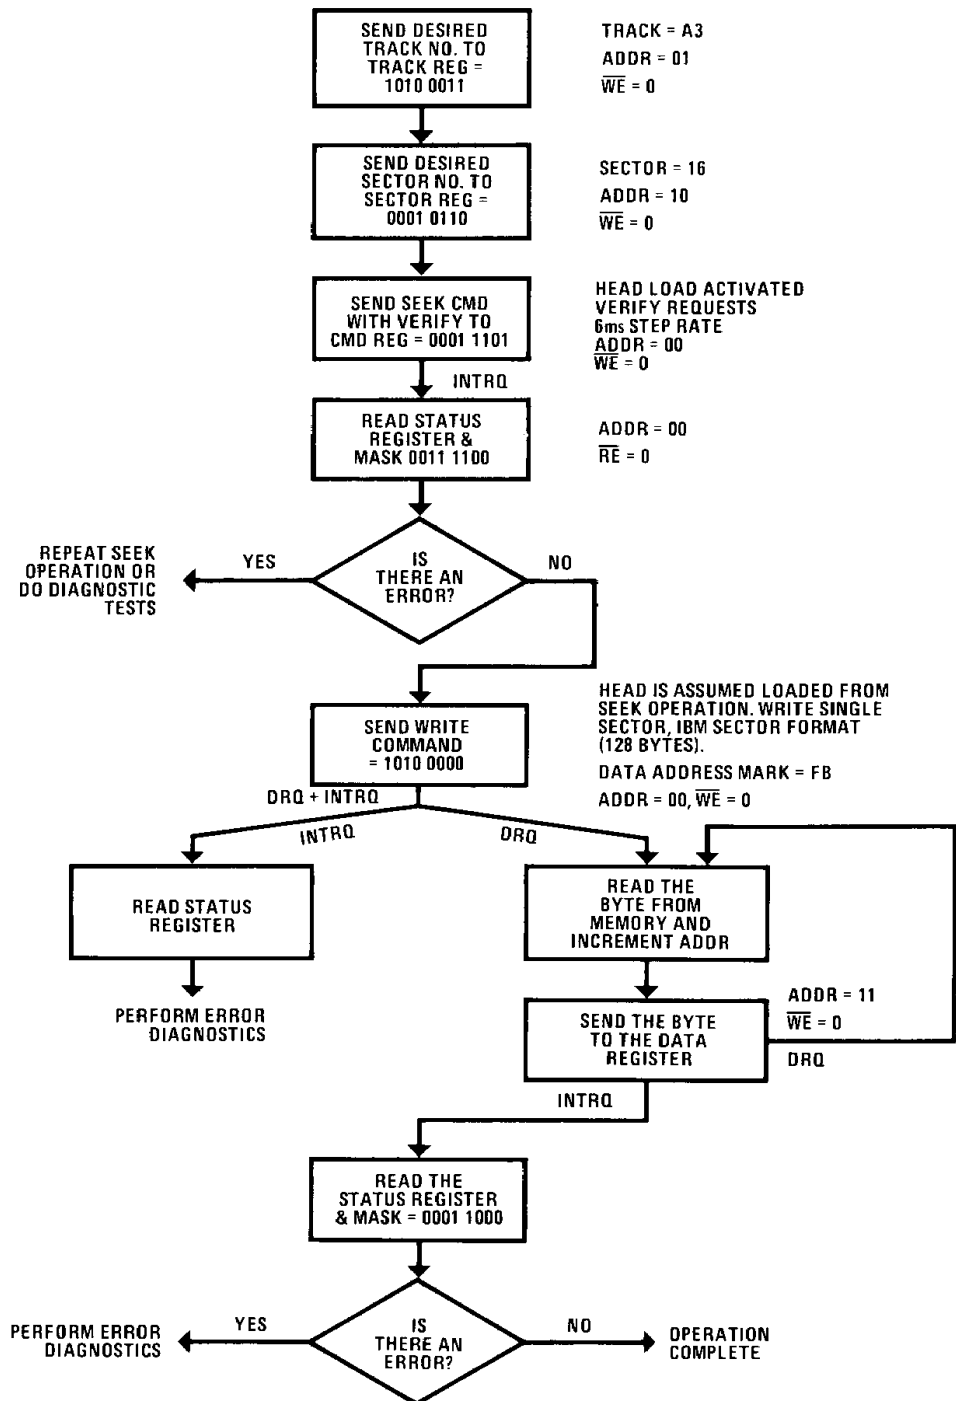 SEND DESIRED
TRACK NO. TO
TRACK REG =
1010 0011
TRACK = A3
ADDR = 01
W̅E̅ = 0
SEND DESIRED
SECTOR NO. TO
SECTOR REG =
0001 0110
SECTOR = 16
ADDR = 10
W̅E̅ = 0
SEND SEEK CMD
WITH VERIFY TO
CMD REG = 0001 1101
HEAD LOAD ACTIVATED
VERIFY REQUESTS
6ms STEP RATE
ADDR = 00
W̅E̅ = 0
INTRQ
READ STATUS
REGISTER &
MASK 0011 1100
ADDR = 00
R̅E̅ = 0
IS
THERE AN
ERROR?
YES
NO
REPEAT SEEK
OPERATION OR
DO DIAGNOSTIC
TESTS
SEND WRITE
COMMAND
= 1010 0000
HEAD IS ASSUMED LOADED FROM
SEEK OPERATION. WRITE SINGLE
SECTOR, IBM SECTOR FORMAT
(128 BYTES).
DATA ADDRESS MARK = FB
ADDR = 00, W̅E̅ = 0
DRQ + INTRQ
INTRQ
DRQ
READ STATUS
REGISTER
PERFORM ERROR
DIAGNOSTICS
READ THE
BYTE FROM
MEMORY AND
INCREMENT ADDR
SEND THE BYTE
TO THE DATA
REGISTER
ADDR = 11
W̅E̅ = 0
DRQ
INTRQ
READ THE
STATUS REGISTER
& MASK = 0001 1000
IS
THERE AN
ERROR?
YES
NO
PERFORM ERROR
DIAGNOSTICS
OPERATION
COMPLETE